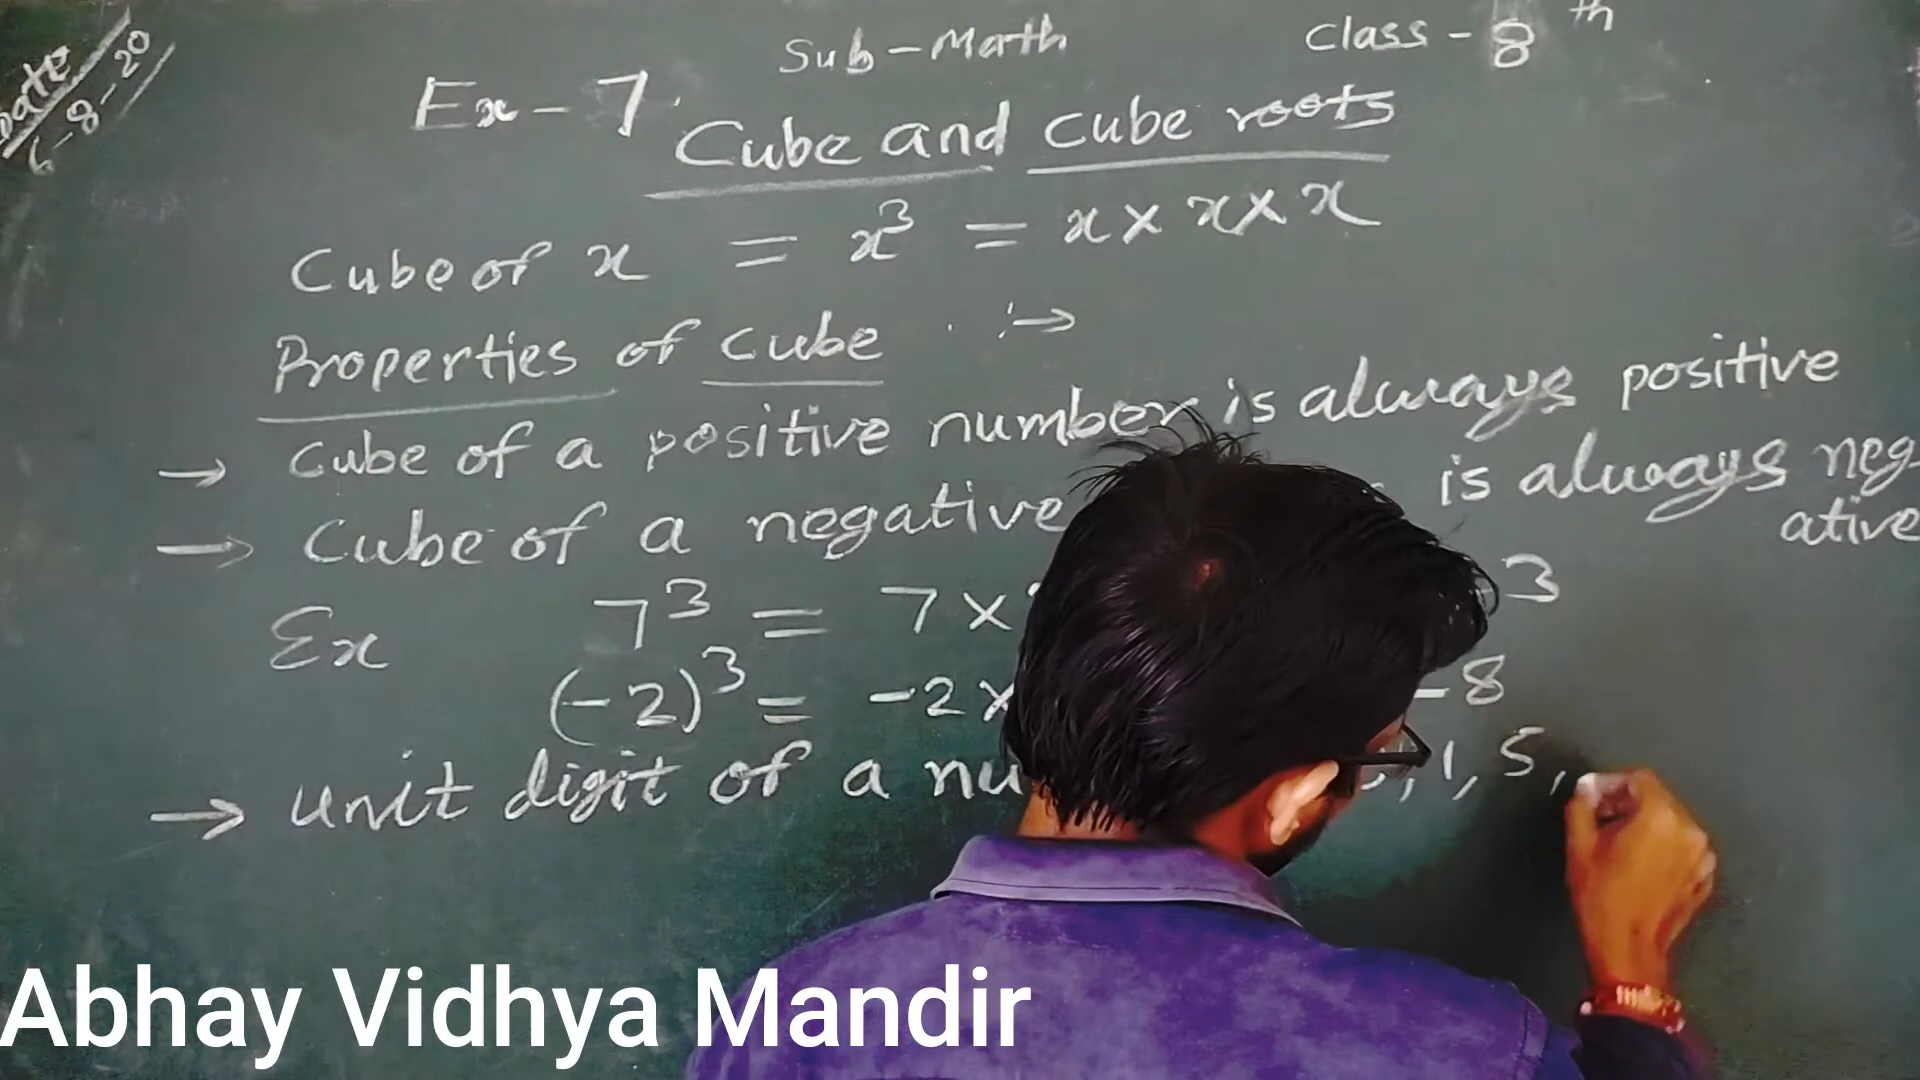 Date
6-8-20
Sub-Math
Class-8th
Ex-7.
Cube and cube roots
Cube of x = x³ = x × x × x
Properties of cube :→
→ Cube of a positive number is always positive
→ Cube of a negative is always neg-
ative
Ex 7³ = 7× 3
(-2)³ = -2× -8
→ Unit digit of a nu , 1, 5,
Abhay Vidhya Mandir